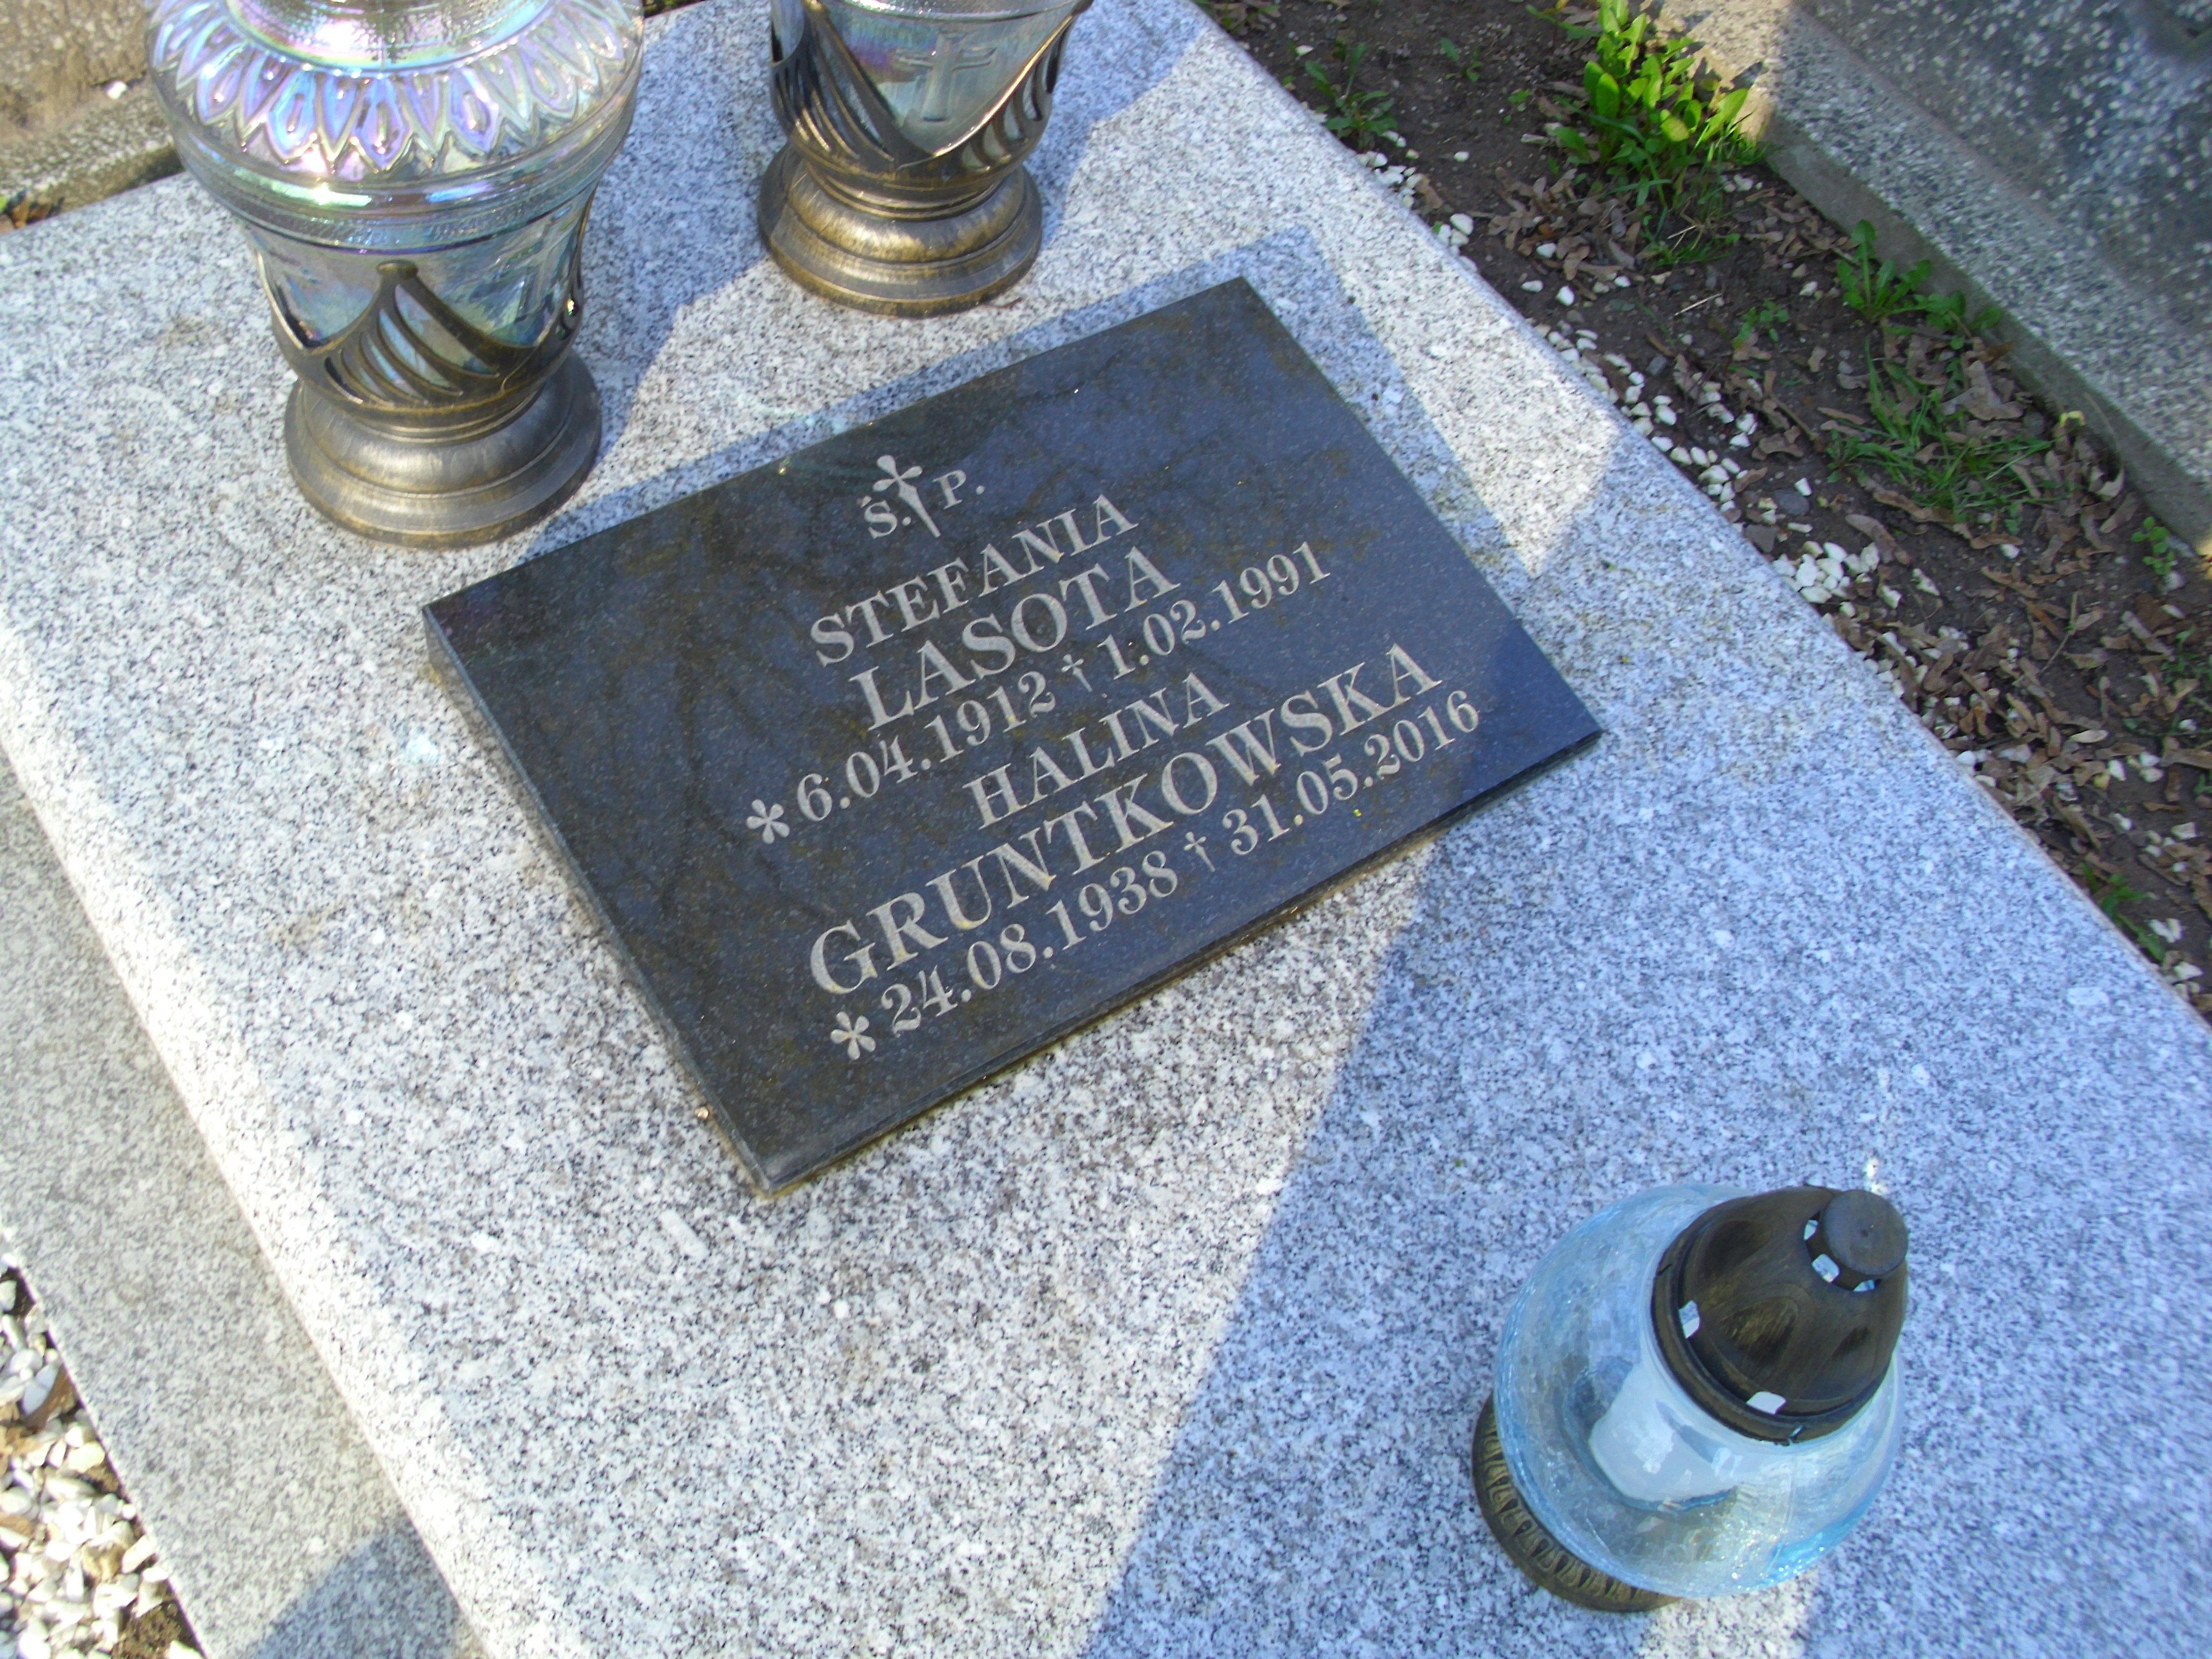 Ś. † P.
STEFANIA
LASOTA
* 6.04.1912 † 1.02.1991
HALINA
GRUNTKOWSKA
* 24.08.1938 † 31.05.2016